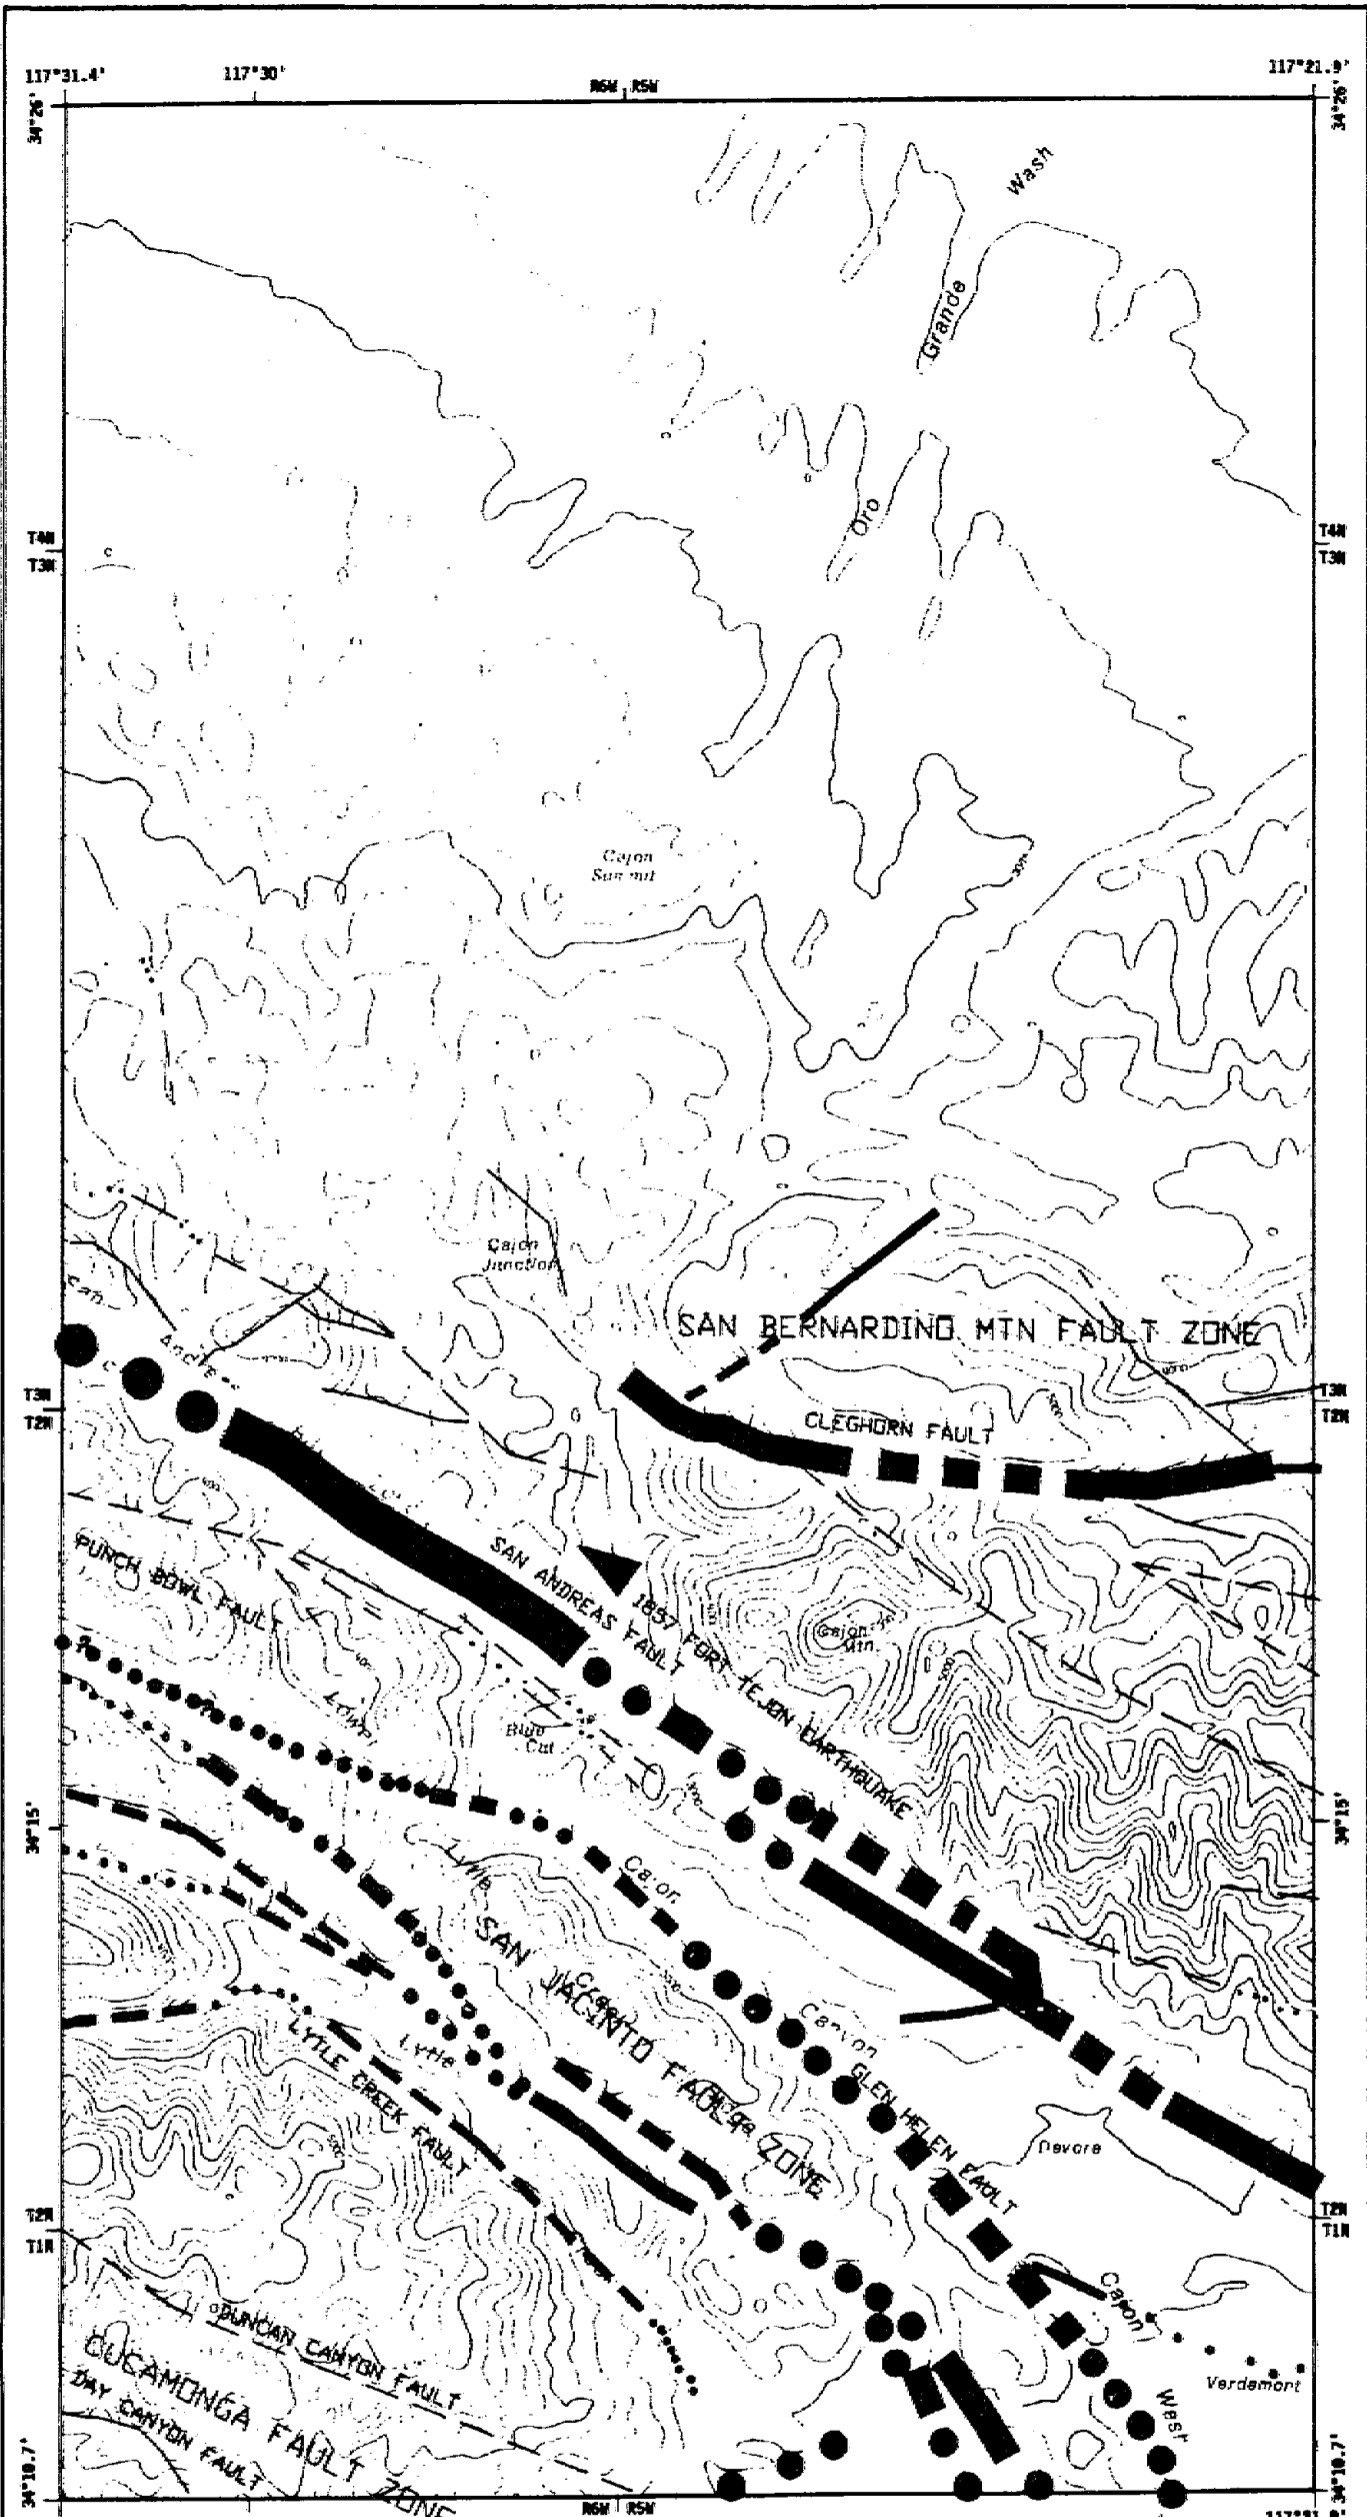 117°31.4'
117°30'
R6W R5W
117°21.9'
34°26'
34°26'
Wash
Grande
Oro
T4N
T3N
T4N
T3N
Cajon
Summit
Cajon
Junction
SAN BERNARDINO MTN FAULT ZONE
San
Andreas
T3N
T2N
T3N
T2N
CLEGHORN FAULT
PUNCH BOWL FAULT
SAN ANDREAS FAULT
1857 FORT TEJON EARTHQUAKE
Cajon
Mtn
Lone
Blue
Cut
34°15'
34°15'
Lytle
Cajon
SAN JACINTO FAULT ZONE
Canyon
LYTLE CREEK FAULT
Lytle
GLEN HELEN FAULT
Devore
T2N
T1N
T2N
T1N
Cajon
DUNCAN CANYON FAULT
CUCAMONGA FAULT ZONE
DAY CANYON FAULT
Verdemont
West
34°10.7'
34°10.7'
R6W R5W